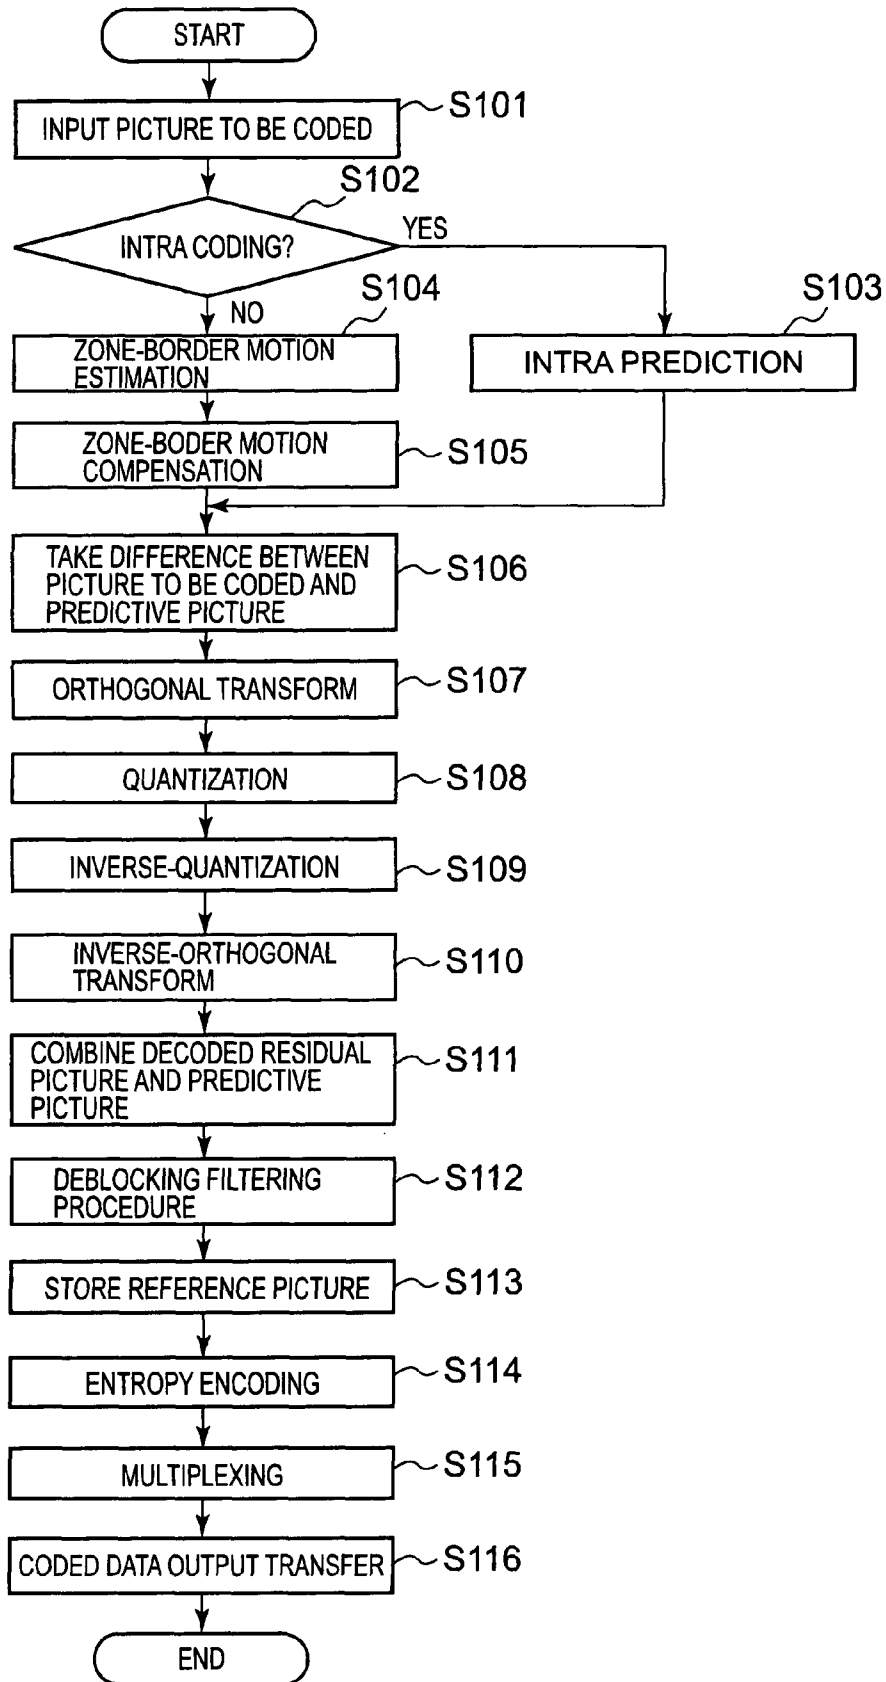 START
INPUT PICTURE TO BE CODED
S101
S102
INTRA CODING?
YES
NO
S104
ZONE-BORDER MOTION
ESTIMATION
S103
INTRA PREDICTION
ZONE-BODER MOTION
COMPENSATION
S105
TAKE DIFFERENCE BETWEEN
PICTURE TO BE CODED AND
PREDICTIVE PICTURE
S106
ORTHOGONAL TRANSFORM
S107
QUANTIZATION
S108
INVERSE-QUANTIZATION
S109
INVERSE-ORTHOGONAL
TRANSFORM
S110
COMBINE DECODED RESIDUAL
PICTURE AND PREDICTIVE
PICTURE
S111
DEBLOCKING FILTERING
PROCEDURE
S112
STORE REFERENCE PICTURE
S113
ENTROPY ENCODING
S114
MULTIPLEXING
S115
CODED DATA OUTPUT TRANSFER
S116
END